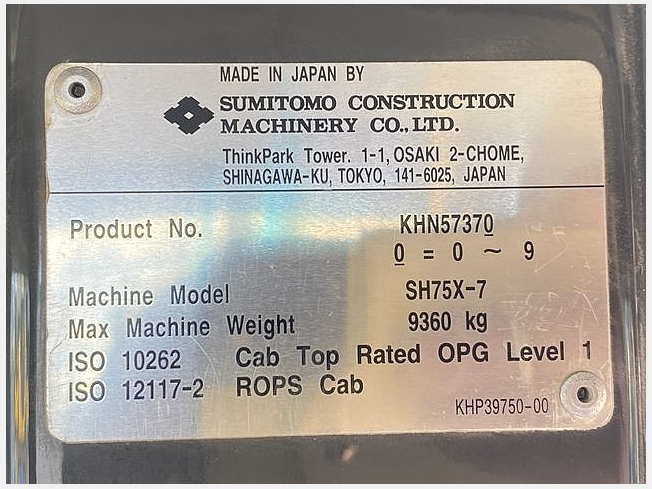 MADE IN JAPAN BY
SUMITOMO CONSTRUCTION
MACHINERY CO., LTD.
ThinkPark Tower. 1-1, OSAKI 2-CHOME,
SHINAGAWA-KU, TOKYO, 141-6025, JAPAN
Product No. KHN57370
0 = 0 ~ 9
Machine Model SH75X-7
Max Machine Weight 9360 kg
ISO 10262 Cab Top Rated OPG Level 1
ISO 12117-2 ROPS Cab
KHP39750-00